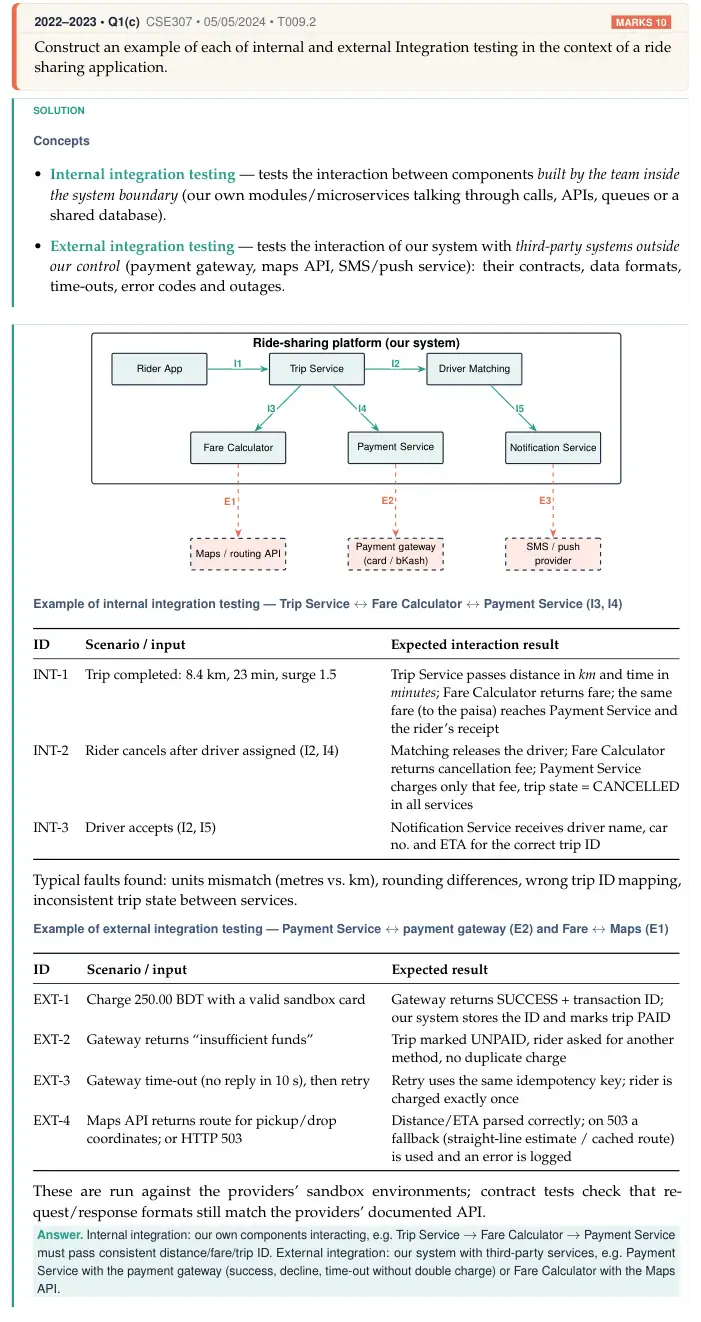 2022–2023 • Q1(c) CSE307 • 05/05/2024 • T009.2 MARKS 10
Construct an example of each of internal and external Integration testing in the context of a ride
sharing application.
SOLUTION
Concepts
• Internal integration testing — tests the interaction between components built by the team inside
the system boundary (our own modules/microservices talking through calls, APIs, queues or a
shared database).
• External integration testing — tests the interaction of our system with third-party systems outside
our control (payment gateway, maps API, SMS/push service): their contracts, data formats,
time-outs, error codes and outages.
Ride-sharing platform (our system)
Rider App I1 Trip Service I2 Driver Matching
I3 I4 I5
Fare Calculator Payment Service Notification Service
E1 E2 E3
Maps / routing API Payment gateway SMS / push
(card / bKash) provider
Example of internal integration testing — Trip Service ↔ Fare Calculator ↔ Payment Service (I3, I4)
ID Scenario / input Expected interaction result
INT-1 Trip completed: 8.4 km, 23 min, surge 1.5 Trip Service passes distance in km and time in
minutes; Fare Calculator returns fare; the same
fare (to the paisa) reaches Payment Service and
the rider’s receipt
INT-2 Rider cancels after driver assigned (I2, I4) Matching releases the driver; Fare Calculator
returns cancellation fee; Payment Service
charges only that fee, trip state = CANCELLED
in all services
INT-3 Driver accepts (I2, I5) Notification Service receives driver name, car
no. and ETA for the correct trip ID
Typical faults found: units mismatch (metres vs. km), rounding differences, wrong trip ID mapping,
inconsistent trip state between services.
Example of external integration testing — Payment Service ↔ payment gateway (E2) and Fare ↔ Maps (E1)
ID Scenario / input Expected result
EXT-1 Charge 250.00 BDT with a valid sandbox card Gateway returns SUCCESS + transaction ID;
our system stores the ID and marks trip PAID
EXT-2 Gateway returns “insufficient funds” Trip marked UNPAID, rider asked for another
method, no duplicate charge
EXT-3 Gateway time-out (no reply in 10 s), then retry Retry uses the same idempotency key; rider is
charged exactly once
EXT-4 Maps API returns route for pickup/drop Distance/ETA parsed correctly; on 503 a
coordinates; or HTTP 503 fallback (straight-line estimate / cached route)
is used and an error is logged
These are run against the providers’ sandbox environments; contract tests check that re-
quest/response formats still match the providers’ documented API.
Answer. Internal integration: our own components interacting, e.g. Trip Service → Fare Calculator → Payment Service
must pass consistent distance/fare/trip ID. External integration: our system with third-party services, e.g. Payment
Service with the payment gateway (success, decline, time-out without double charge) or Fare Calculator with the Maps
API.